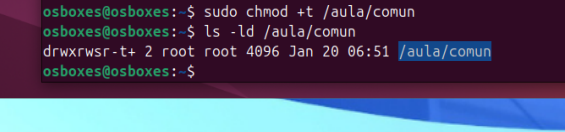 osboxes@osboxes:~$ sudo chmod +t /aula/comun
osboxes@osboxes:~$ ls -ld /aula/comun
drwxrwsr-t+ 2 root root 4096 Jan 20 06:51 /aula/comun
osboxes@osboxes:~$